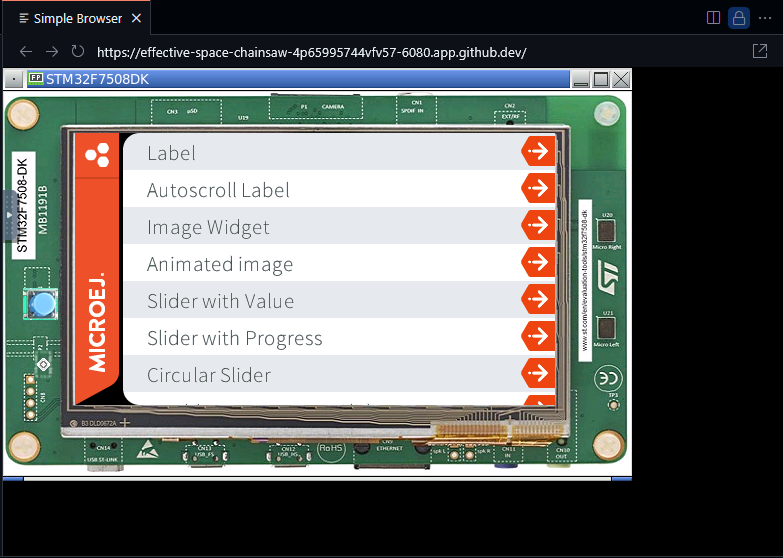 Simple Browser
https://effective-space-chainsaw-4p65995744vfv57-6080.app.github.dev/
STM32F7508DK
CN3 µSD
U19
P1 CAMERA
CN1
SPDIF IN
CN2
EXT/RF
STM32F7508-DK
MB1191B
MICROEJ.
Label
Autoscroll Label
Image Widget
Animated image
Slider with Value
Slider with Progress
Circular Slider
www.st.com/en/evaluation-tools/stm32f7508-dk
U20
Micro Right
U21
Micro Left
CE
TP3
B3 DLD0672A
CN14
USB ST-LINK
CN13
USB_FS
CN12
USB_HS
RoHS
CN9
ETHERNET
spk L
spk R
CN11
IN
CN10
OUT